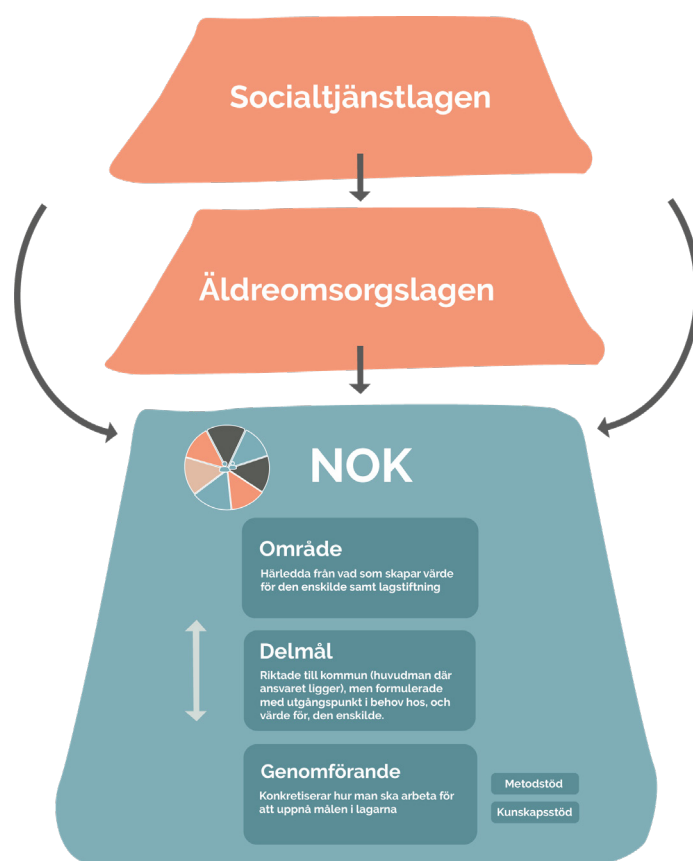 Socialtjänstlagen
Äldreomsorgslagen
NOK
Område
Härledda från vad som skapar värde
för den enskilde samt lagstiftning
Delmål
Riktade till kommun (huvudman där
ansvaret ligger), men formulerade
med utgångspunkt i behov hos, och
värde för, den enskilde.
Genomförande
Konkretiserar hur man ska arbeta för
att uppnå målen i lagarna
Metodstöd
Kunskapsstöd